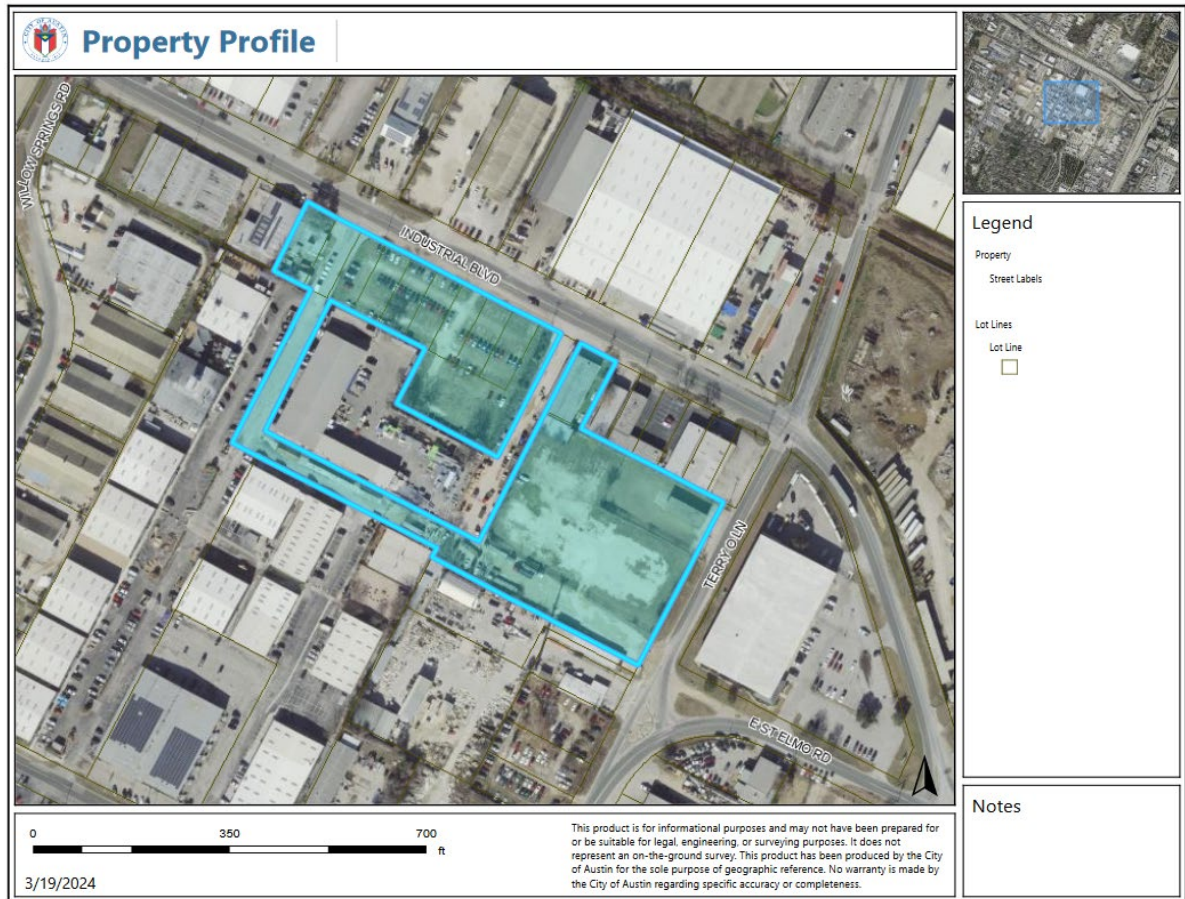 Property Profile
WILLOW SPRINGS RD
INDUSTRIAL BLVD
TERRY O LN
E ST ELMO RD
Legend
Property
Street Labels
Lot Lines
Lot Line
Notes
0 350 700
ft
3/19/2024
This product is for informational purposes and may not have been prepared for
or be suitable for legal, engineering, or surveying purposes. It does not
represent an on-the-ground survey. This product has been produced by the City
of Austin for the sole purpose of geographic reference. No warranty is made by
the City of Austin regarding specific accuracy or completeness.